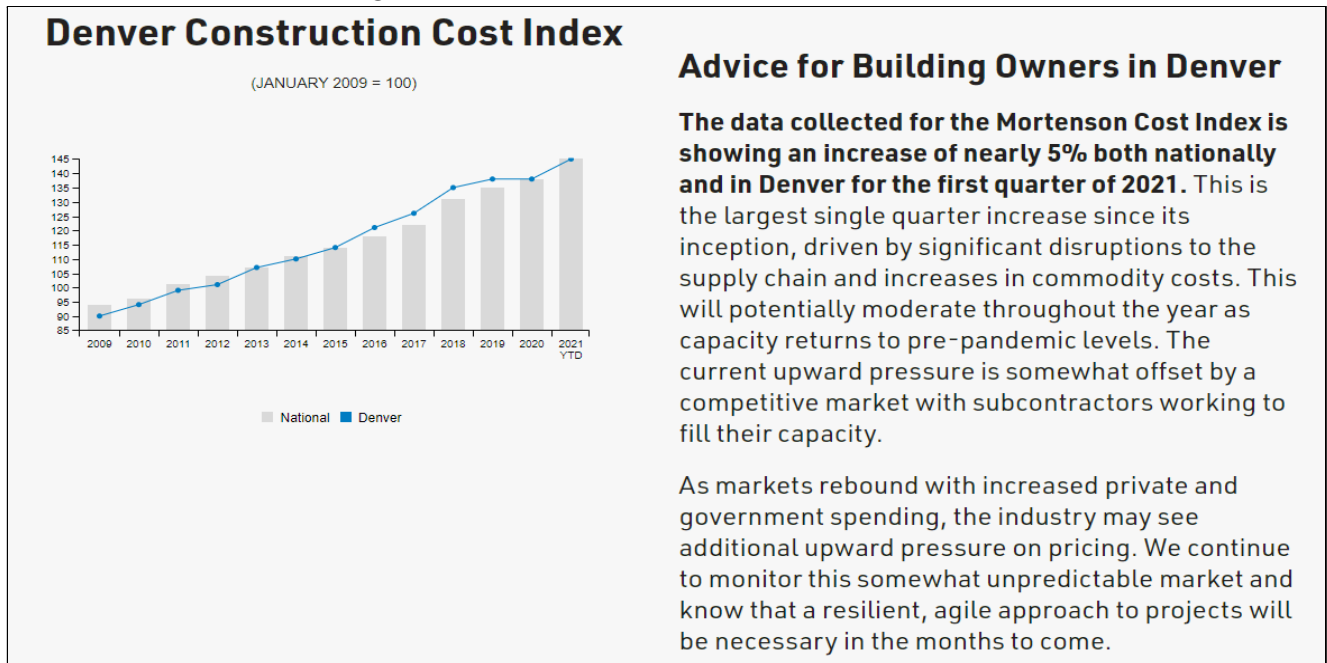 Denver Construction Cost Index
(JANUARY 2009 = 100)
145
140
135
130
125
120
115
110
105
100
95
90
85
2009 2010 2011 2012 2013 2014 2015 2016 2017 2018 2019 2020 2021
YTD
National Denver
Advice for Building Owners in Denver
The data collected for the Mortenson Cost Index is
showing an increase of nearly 5% both nationally
and in Denver for the first quarter of 2021. This is
the largest single quarter increase since its
inception, driven by significant disruptions to the
supply chain and increases in commodity costs. This
will potentially moderate throughout the year as
capacity returns to pre-pandemic levels. The
current upward pressure is somewhat offset by a
competitive market with subcontractors working to
fill their capacity.
As markets rebound with increased private and
government spending, the industry may see
additional upward pressure on pricing. We continue
to monitor this somewhat unpredictable market and
know that a resilient, agile approach to projects will
be necessary in the months to come.